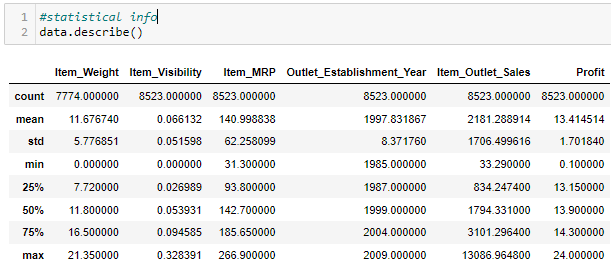 1 #statistical info
2 data.describe()
Item_Weight Item_Visibility Item_MRP Outlet_Establishment_Year Item_Outlet_Sales Profit
count 7774.000000 8523.000000 8523.000000 8523.000000 8523.000000 8523.000000
mean 11.676740 0.066132 140.998838 1997.831867 2181.288914 13.414514
std 5.776851 0.051598 62.258099 8.371760 1706.499616 1.701840
min 0.000000 0.000000 31.300000 1985.000000 33.290000 0.100000
25% 7.720000 0.026989 93.800000 1987.000000 834.247400 13.150000
50% 11.800000 0.053931 142.700000 1999.000000 1794.331000 13.900000
75% 16.500000 0.094585 185.650000 2004.000000 3101.296400 14.300000
max 21.350000 0.328391 266.900000 2009.000000 13086.964800 24.000000